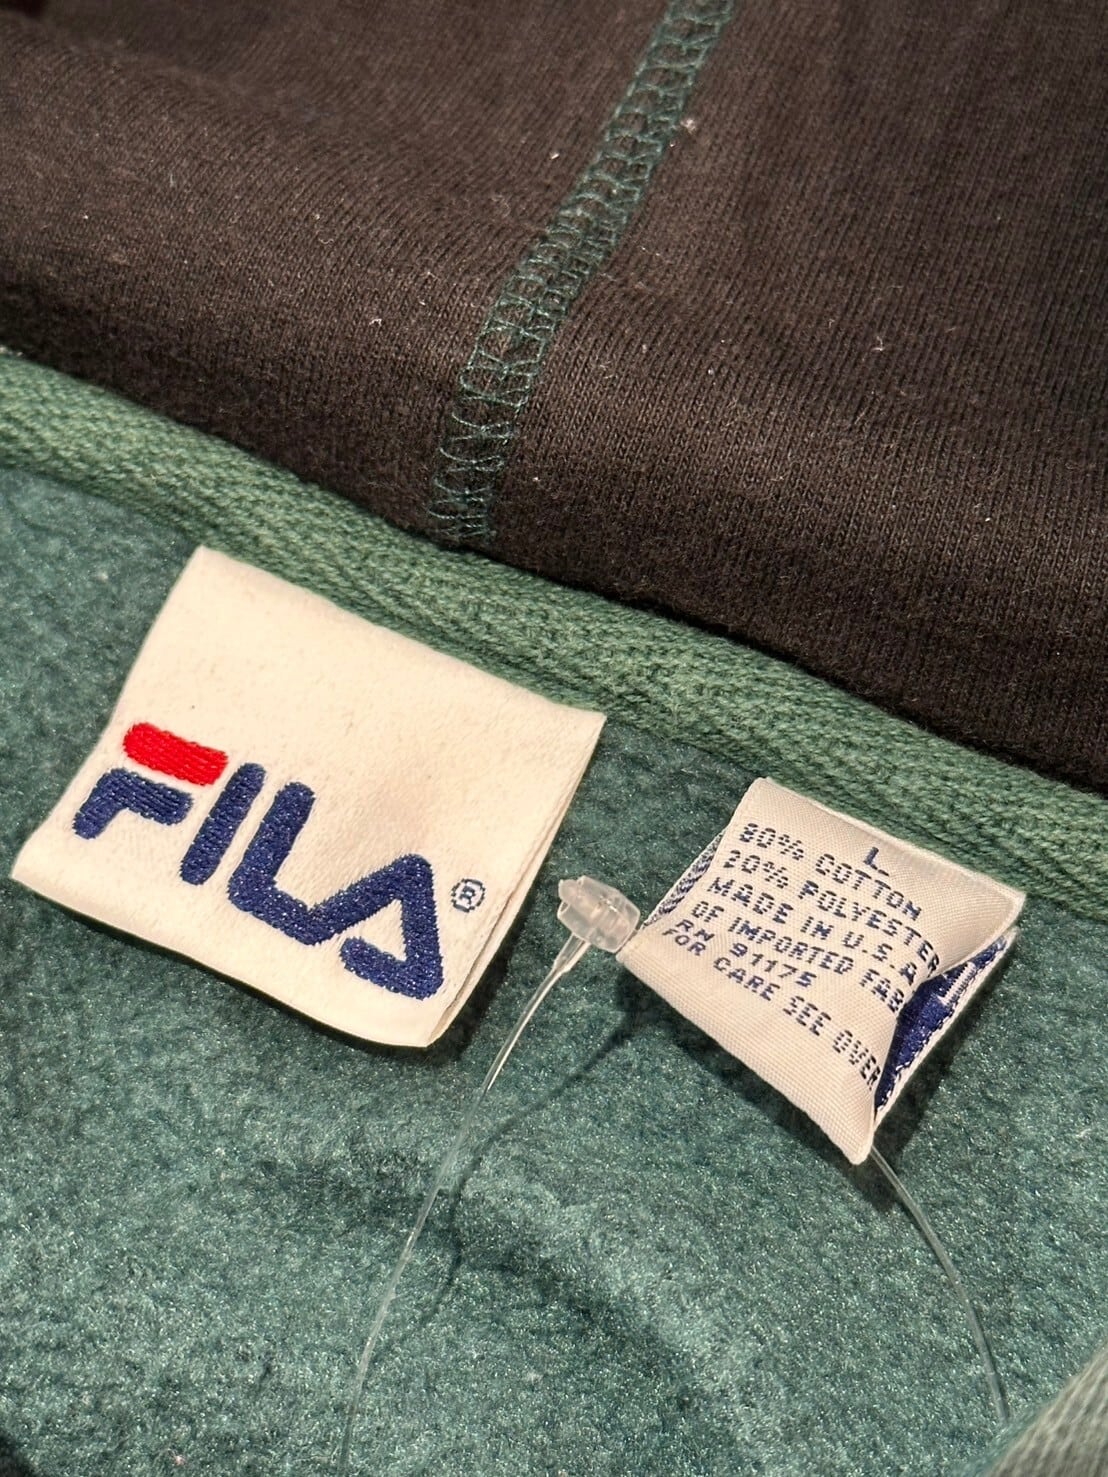 FILA®
L
80% COTTON
20% POLYESTER
MADE IN U.S.A
OF IMPORTED FAB
RN 91175
FOR CARE SEE OVER